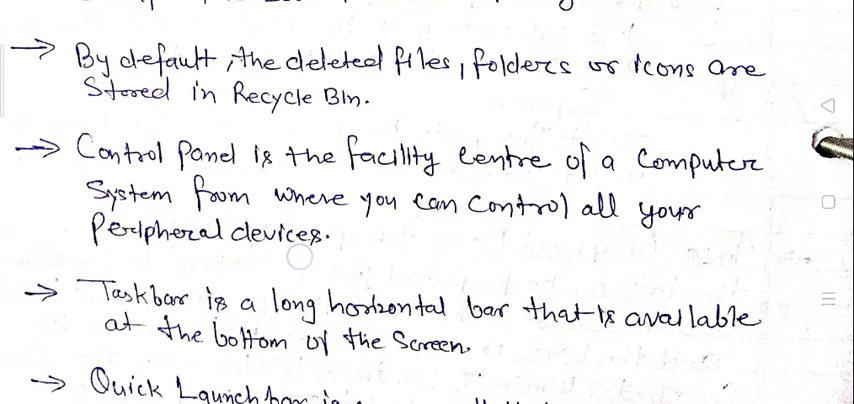 → By default, the deleted files, folders or icons are
Stored in Recycle Bin.
→ Control panel is the facility centre of a computer
System from where you can control all your
Peripheral devices.
→ Taskbar is a long horizontal bar that is available
at the bottom of the Screen.
→ Quick Launch bar is